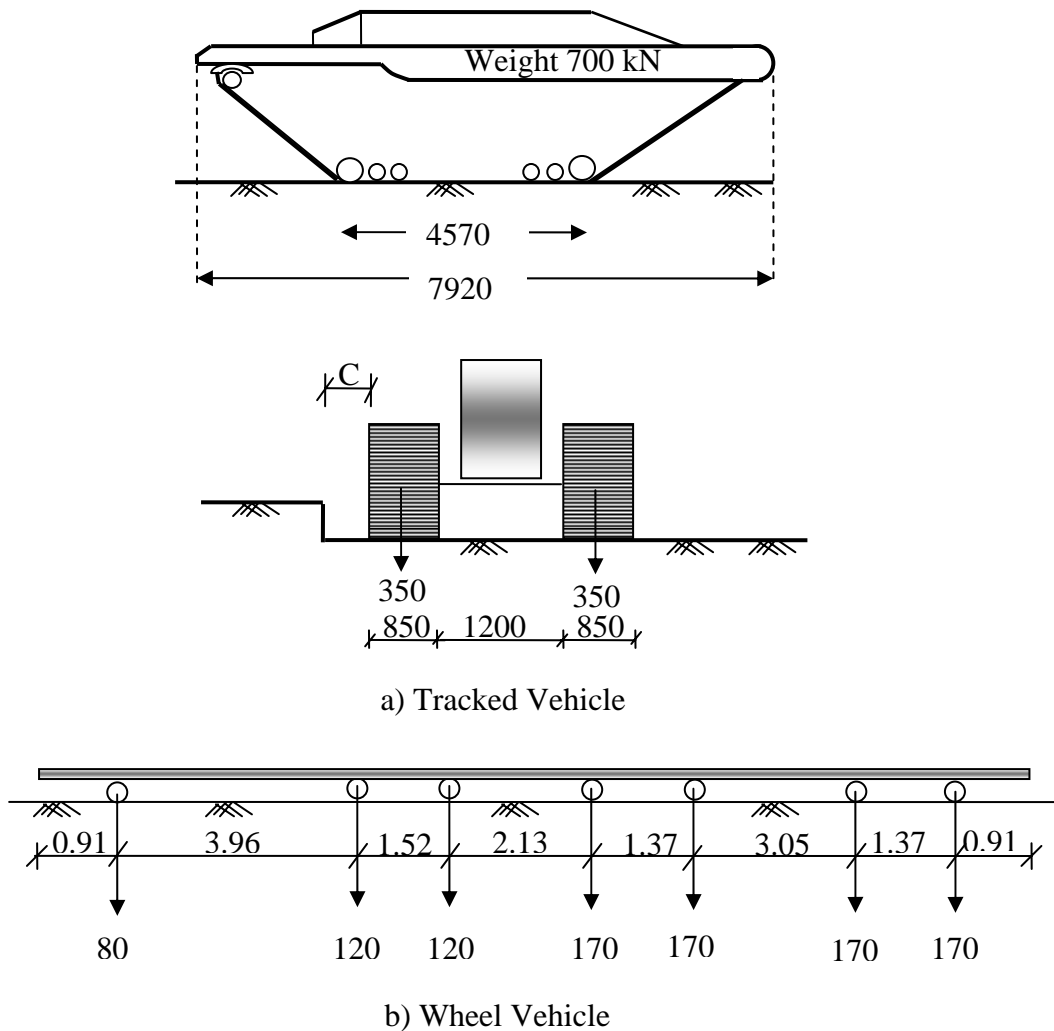 Weight 700 kN
4570
7920
C
350
350
850 1200 850
a) Tracked Vehicle
0.91 3.96 1.52 2.13 1.37 3.05 1.37 0.91
80 120 120 170 170 170 170
b) Wheel Vehicle